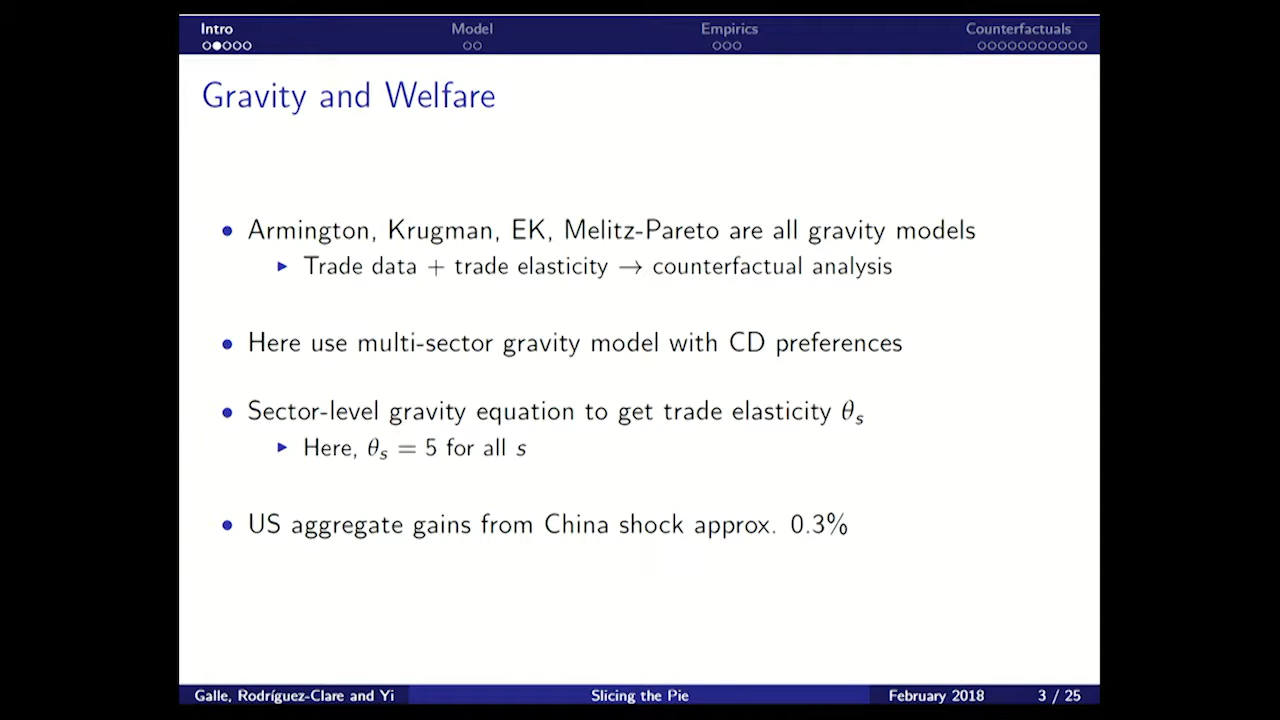 Intro Model Empirics Counterfactuals
Gravity and Welfare
• Armington, Krugman, EK, Melitz-Pareto are all gravity models
▶ Trade data + trade elasticity → counterfactual analysis
• Here use multi-sector gravity model with CD preferences
• Sector-level gravity equation to get trade elasticity θₛ
▶ Here, θₛ = 5 for all s
• US aggregate gains from China shock approx. 0.3%
Galle, Rodríguez-Clare and Yi Slicing the Pie February 2018 3 / 25